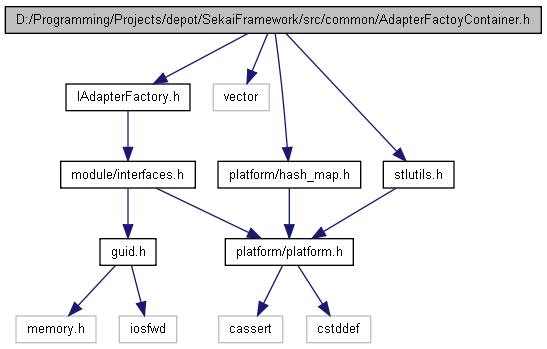 D:/Programming/Projects/depot/SekaiFramework/src/common/AdapterFactoyContainer.h
IAdapterFactory.h
vector
module/interfaces.h
platform/hash_map.h
stlutils.h
guid.h
platform/platform.h
memory.h
iosfwd
cassert
cstddef